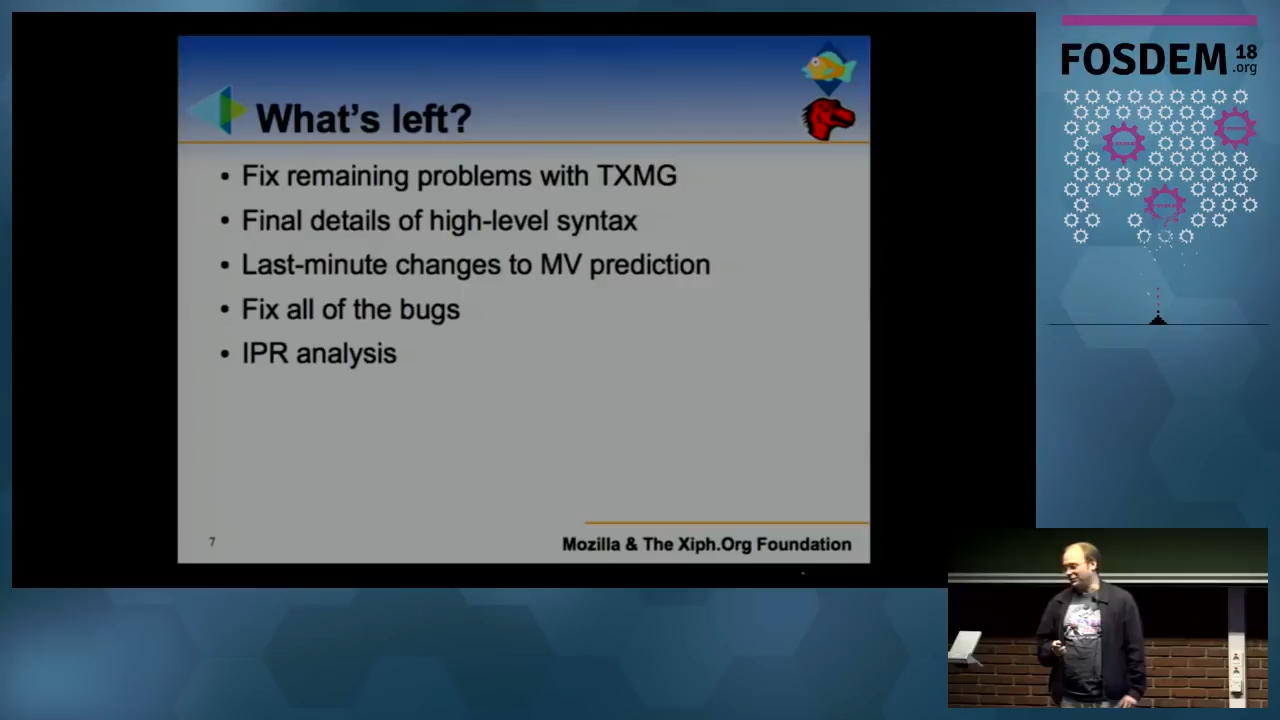 What's left?
• Fix remaining problems with TXMG
• Final details of high-level syntax
• Last-minute changes to MV prediction
• Fix all of the bugs
• IPR analysis
7
Mozilla & The Xiph.Org Foundation
FOSDEM 18
.org